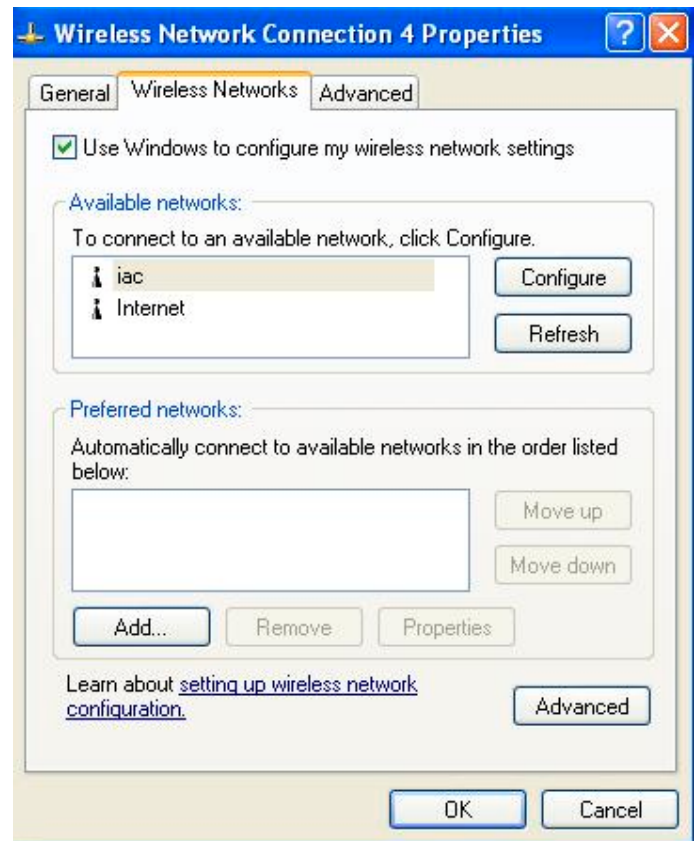 Wireless Network Connection 4 Properties
General Wireless Networks Advanced
Use Windows to configure my wireless network settings
Available networks:
To connect to an available network, click Configure.
iac
Internet
Configure
Refresh
Preferred networks:
Automatically connect to available networks in the order listed
below:
Move up
Move down
Add... Remove Properties
Learn about setting up wireless network
configuration.
Advanced
OK Cancel